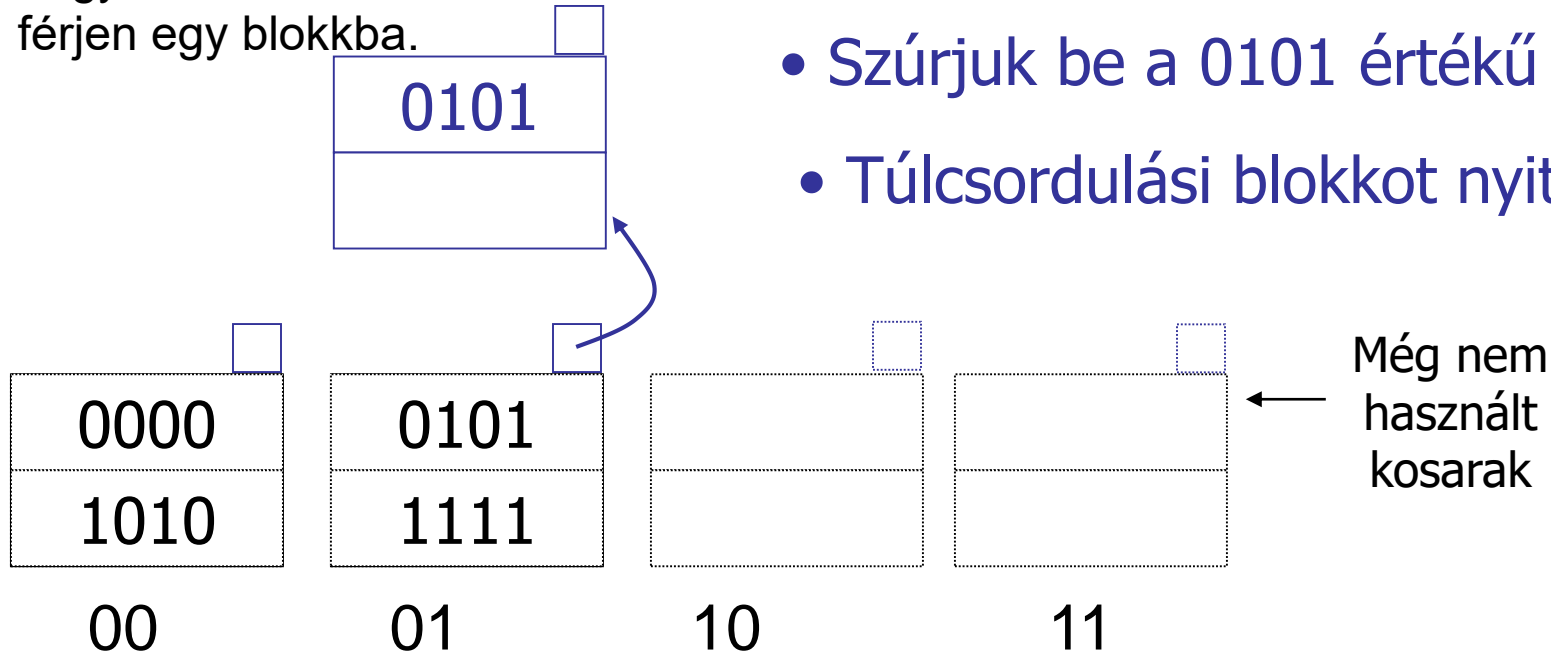 férjen egy blokkba.
• Szúrjuk be a 0101 értékű
• Túlcsordulási blokkot
0101
Még nem
használt
kosarak
0000
0101
1010
1111
00
01
10
11